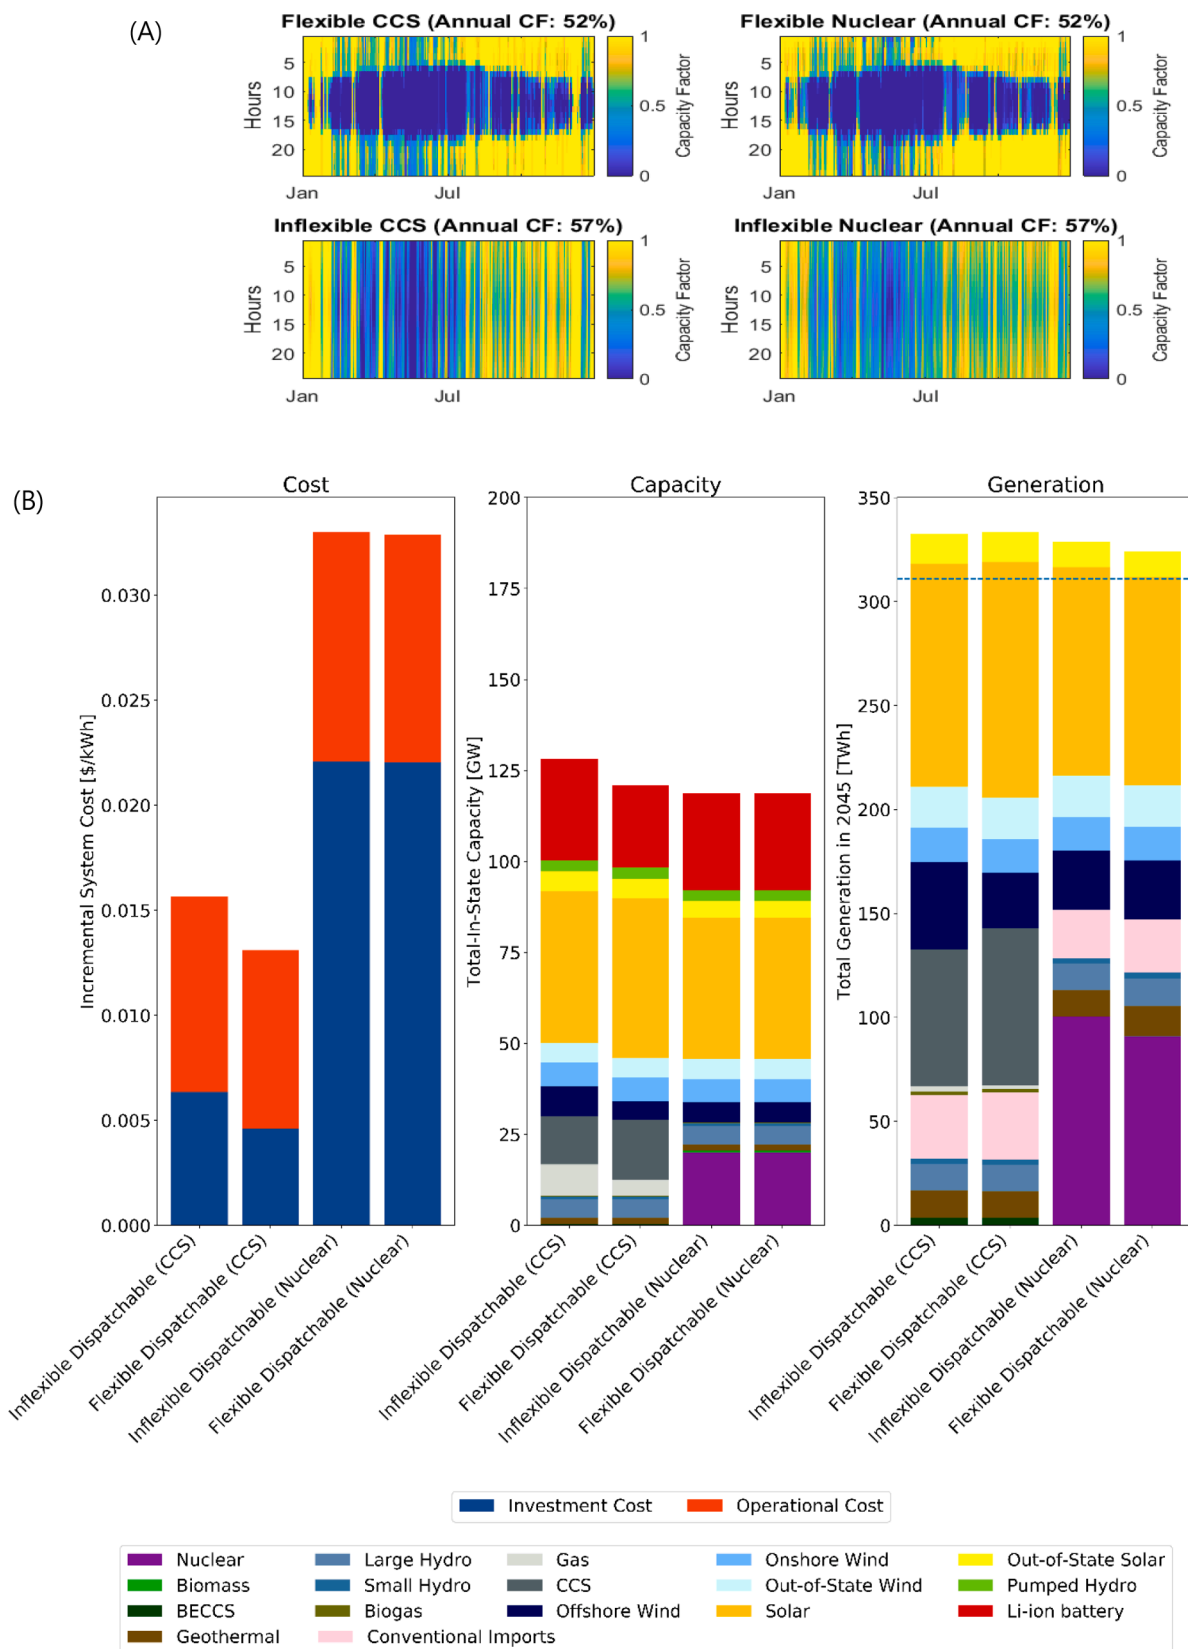 (A)
Flexible CCS (Annual CF: 52%)
Hours
5
10
15
20
Jan
Jul
1
0.5
0
Capacity Factor
Flexible Nuclear (Annual CF: 52%)
Hours
5
10
15
20
Jan
Jul
1
0.5
0
Capacity Factor
Inflexible CCS (Annual CF: 57%)
Hours
5
10
15
20
Jan
Jul
1
0.5
0
Capacity Factor
Inflexible Nuclear (Annual CF: 57%)
Hours
5
10
15
20
Jan
Jul
1
0.5
0
Capacity Factor
(B)
Cost
Incremental System Cost [$/kWh]
0.030
0.025
0.020
0.015
0.010
0.005
0.000
Inflexible Dispatchable (CCS)
Flexible Dispatchable (CCS)
Inflexible Dispatchable (Nuclear)
Flexible Dispatchable (Nuclear)
Capacity
Total-In-State Capacity [GW]
200
175
150
125
100
75
50
25
0
Inflexible Dispatchable (CCS)
Flexible Dispatchable (CCS)
Inflexible Dispatchable (Nuclear)
Flexible Dispatchable (Nuclear)
Generation
Total Generation in 2045 [TWh]
350
300
250
200
150
100
50
0
Inflexible Dispatchable (CCS)
Flexible Dispatchable (CCS)
Inflexible Dispatchable (Nuclear)
Flexible Dispatchable (Nuclear)
Investment Cost
Operational Cost
Nuclear
Large Hydro
Gas
Onshore Wind
Out-of-State Solar
Biomass
Small Hydro
CCS
Out-of-State Wind
Pumped Hydro
BECCS
Biogas
Offshore Wind
Solar
Li-ion battery
Geothermal
Conventional Imports